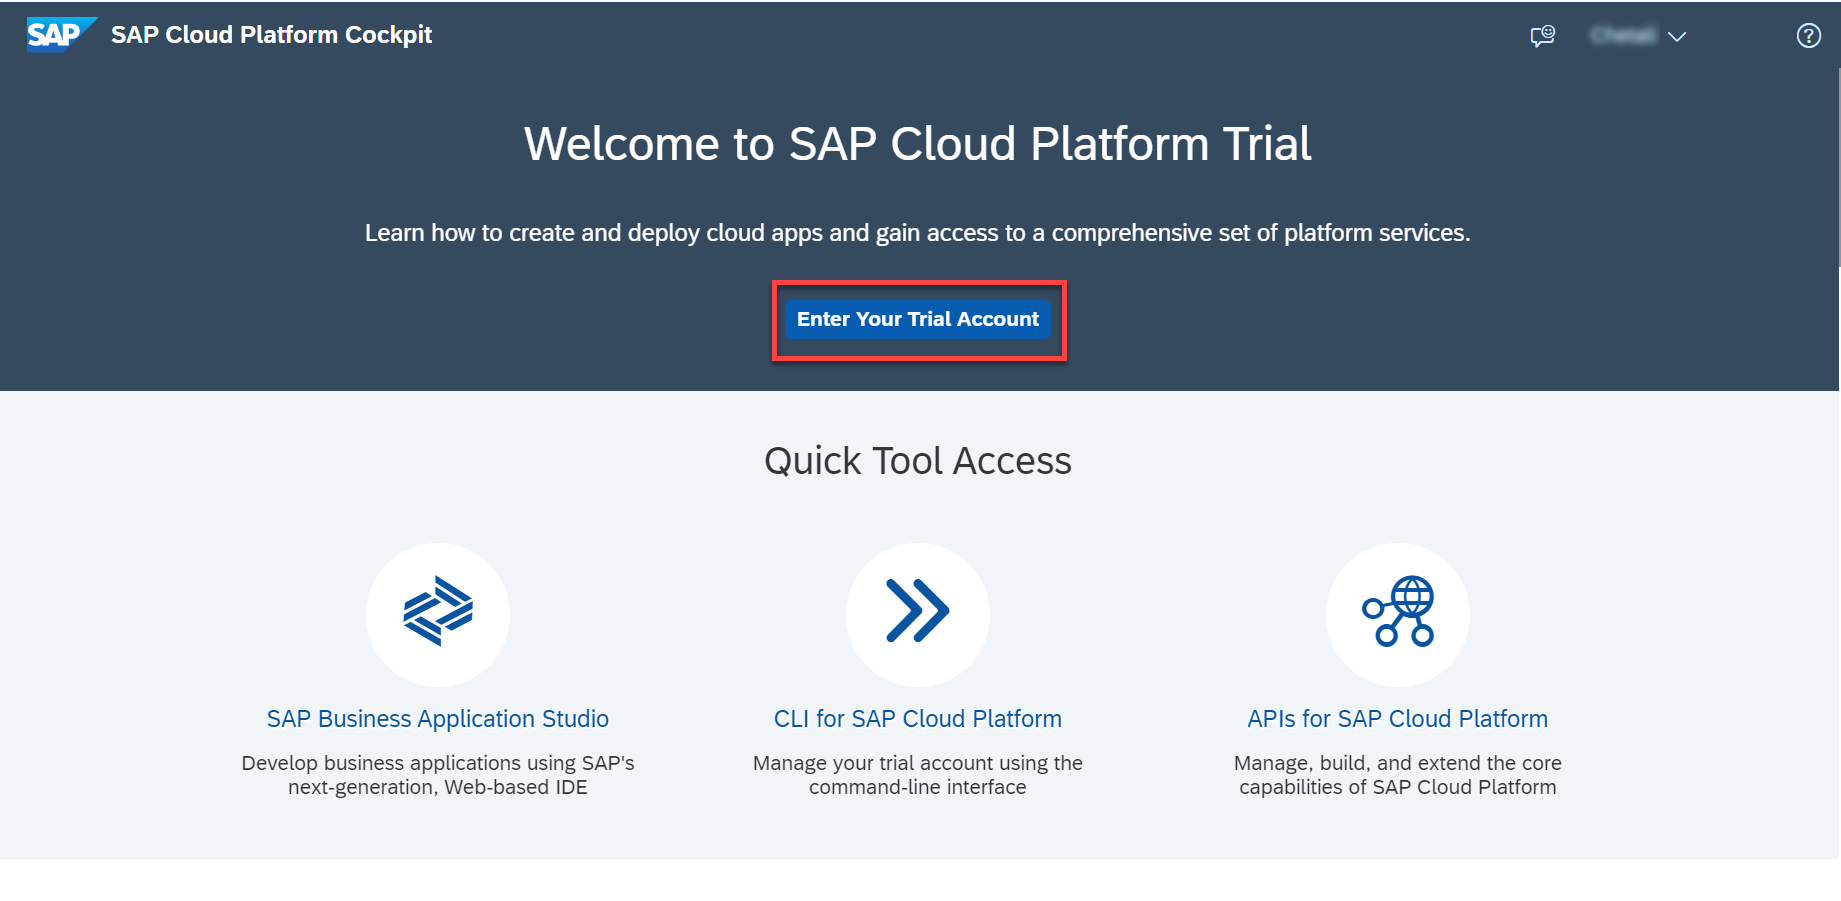 SAP SAP Cloud Platform Cockpit
Welcome to SAP Cloud Platform Trial
Learn how to create and deploy cloud apps and gain access to a comprehensive set of platform services.
Enter Your Trial Account
Quick Tool Access
SAP Business Application Studio
Develop business applications using SAP's
next-generation, Web-based IDE
CLI for SAP Cloud Platform
Manage your trial account using the
command-line interface
APIs for SAP Cloud Platform
Manage, build, and extend the core
capabilities of SAP Cloud Platform